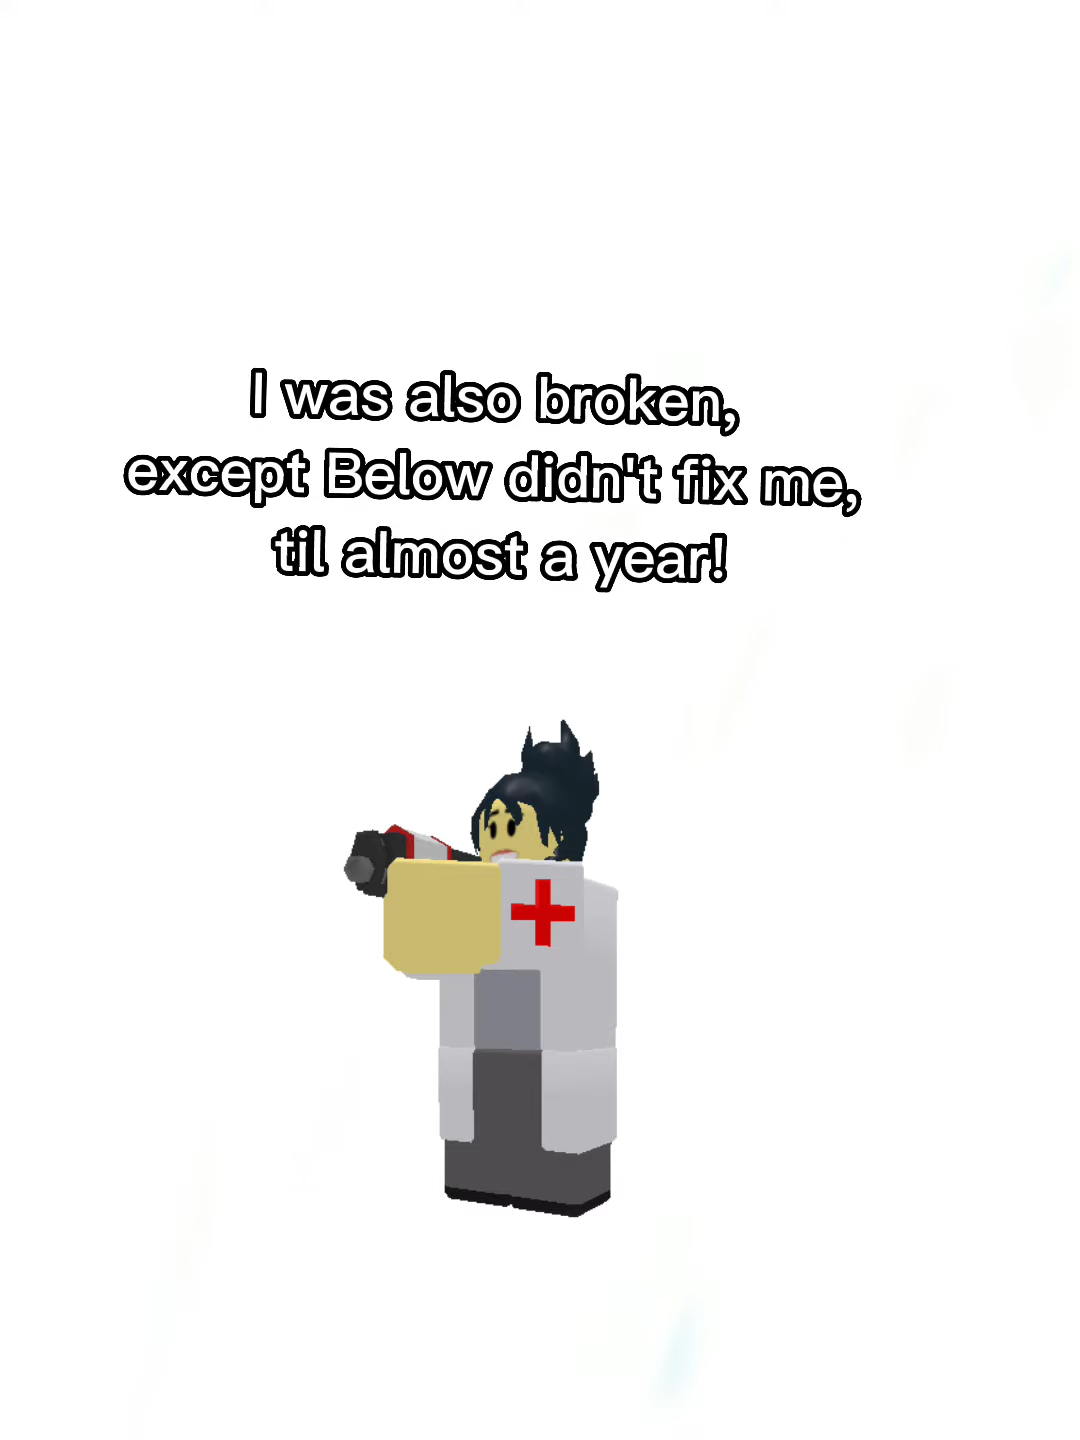 I was also broken,
except Below didn't fix me,
til almost a year!